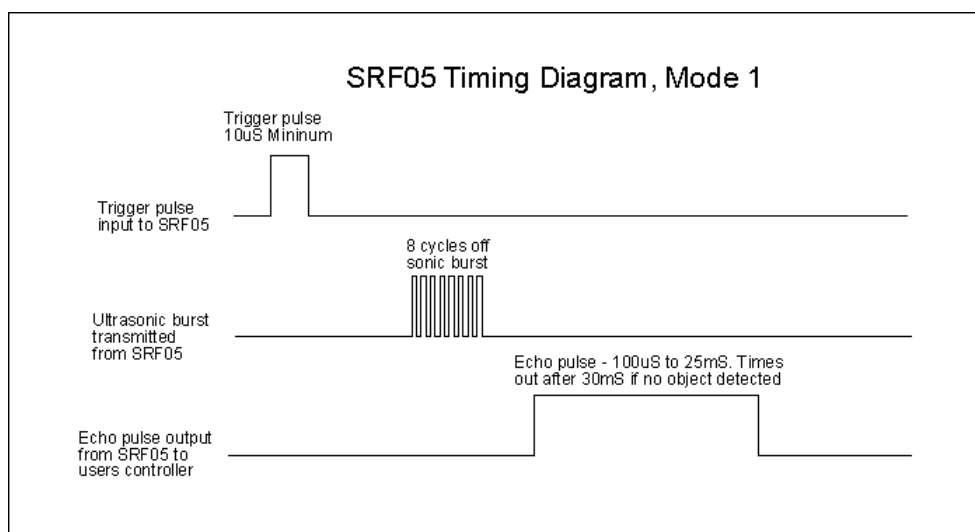 SRF05 Timing Diagram, Mode 1
Trigger pulse
10uS Mininum
Trigger pulse
input to SRF05
8 cycles off
sonic burst
Ultrasonic burst
transmitted
from SRF05
Echo pulse - 100uS to 25mS. Times
out after 30mS if no object detected
Echo pulse output
from SRF05 to
users controller